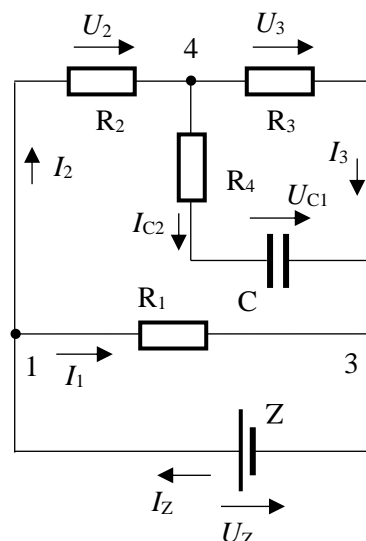 U2 4 U3
R2 R3
I2 I3
R4
IC2 UC1
R1 C
1 I1 3
Z
IZ
UZ